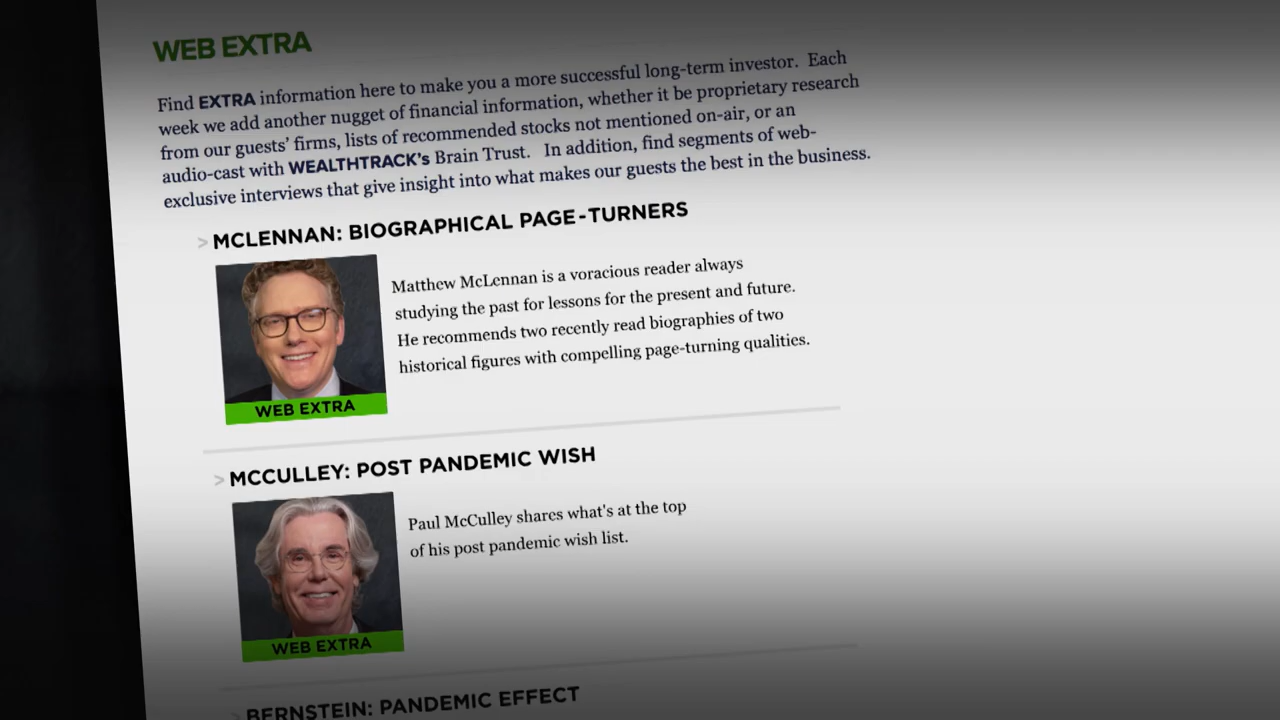 WEB EXTRA
Find EXTRA information here to make you a more successful long-term investor. Each
week we add another nugget of financial information, whether it be proprietary research
from our guests' firms, lists of recommended stocks not mentioned on-air, or an
audio-cast with WEALTHTRACK's Brain Trust. In addition, find segments of web-
exclusive interviews that give insight into what makes our guests the best in the business.
> MCLENNAN: BIOGRAPHICAL PAGE-TURNERS
Matthew McLennan is a voracious reader always
studying the past for lessons for the present and future.
He recommends two recently read biographies of two
historical figures with compelling page-turning qualities.
WEB EXTRA
> MCCULLEY: POST PANDEMIC WISH
Paul McCulley shares what's at the top
of his post pandemic wish list.
WEB EXTRA
> BERNSTEIN: PANDEMIC EFFECT